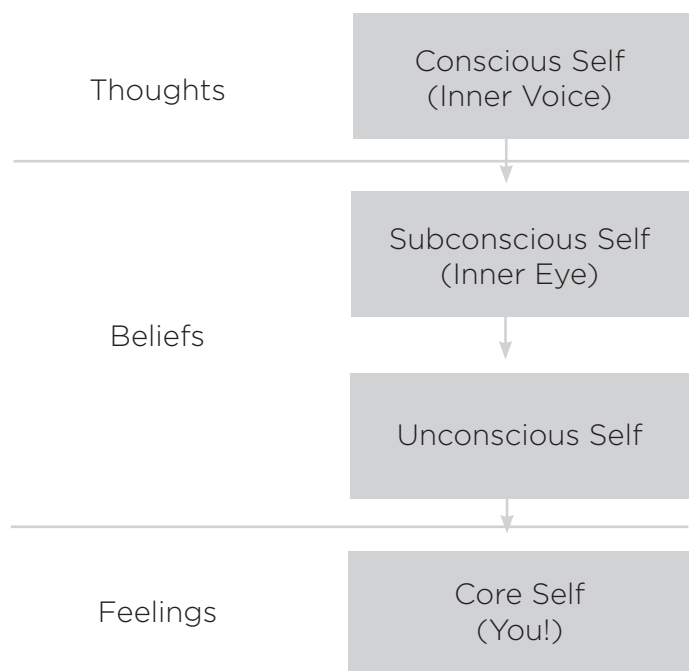 Thoughts
Conscious Self
(Inner Voice)
Beliefs
Subconscious Self
(Inner Eye)
Unconscious Self
Feelings
Core Self
(You!)